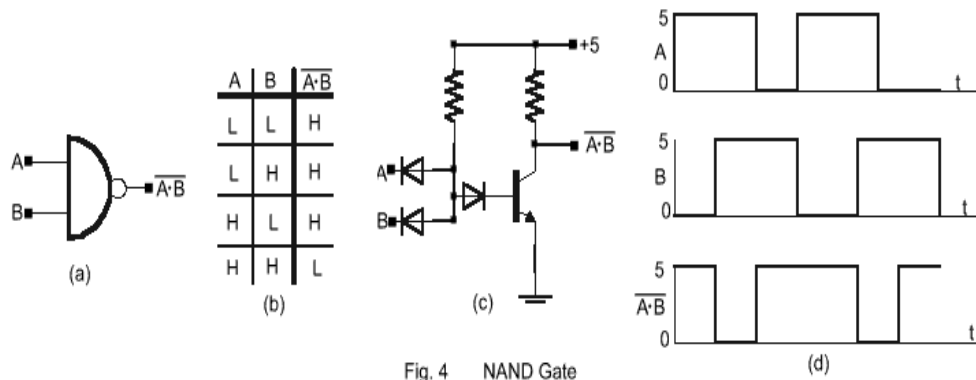 A
B
A·B
(a)
A B A·B
L L H
L H H
H L H
H H L
(b)
+5
A·B
A
B
(c)
5
A
0
t
5
B
0
t
5
A·B
0
t
(d)
Fig. 4 NAND Gate